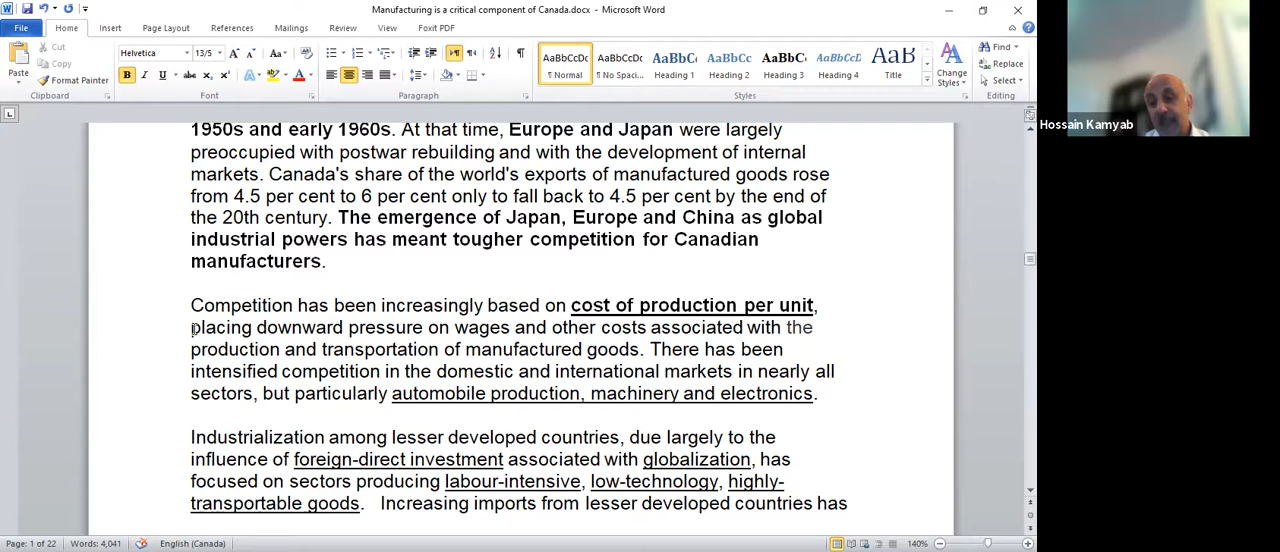 Manufacturing is a critical component of Canada.docx - Microsoft Word
File Home Insert Page Layout References Mailings Review View Foxit PDF
Paste Cut Copy Format Painter Clipboard
Helvetica 13/5 Font
Paragraph
AaBbCcDc ¶ Normal AaBbCcDc ¶ No Spaci... AaBbC Heading 1 AaBbCc Heading 2 AaBbCc Heading 3 AaBbCcD Heading 4 AaB Title Change Styles Styles
Find Replace Select Editing
Hossain Kamyab
1950s and early 1960s. At that time, Europe and Japan were largely
preoccupied with postwar rebuilding and with the development of internal
markets. Canada's share of the world's exports of manufactured goods rose
from 4.5 per cent to 6 per cent only to fall back to 4.5 per cent by the end of
the 20th century. The emergence of Japan, Europe and China as global
industrial powers has meant tougher competition for Canadian
manufacturers.
Competition has been increasingly based on cost of production per unit,
placing downward pressure on wages and other costs associated with the
production and transportation of manufactured goods. There has been
intensified competition in the domestic and international markets in nearly all
sectors, but particularly automobile production, machinery and electronics.
Industrialization among lesser developed countries, due largely to the
influence of foreign-direct investment associated with globalization, has
focused on sectors producing labour-intensive, low-technology, highly-
transportable goods. Increasing imports from lesser developed countries has
Page: 1 of 22 Words: 4,041 English (Canada) 140%